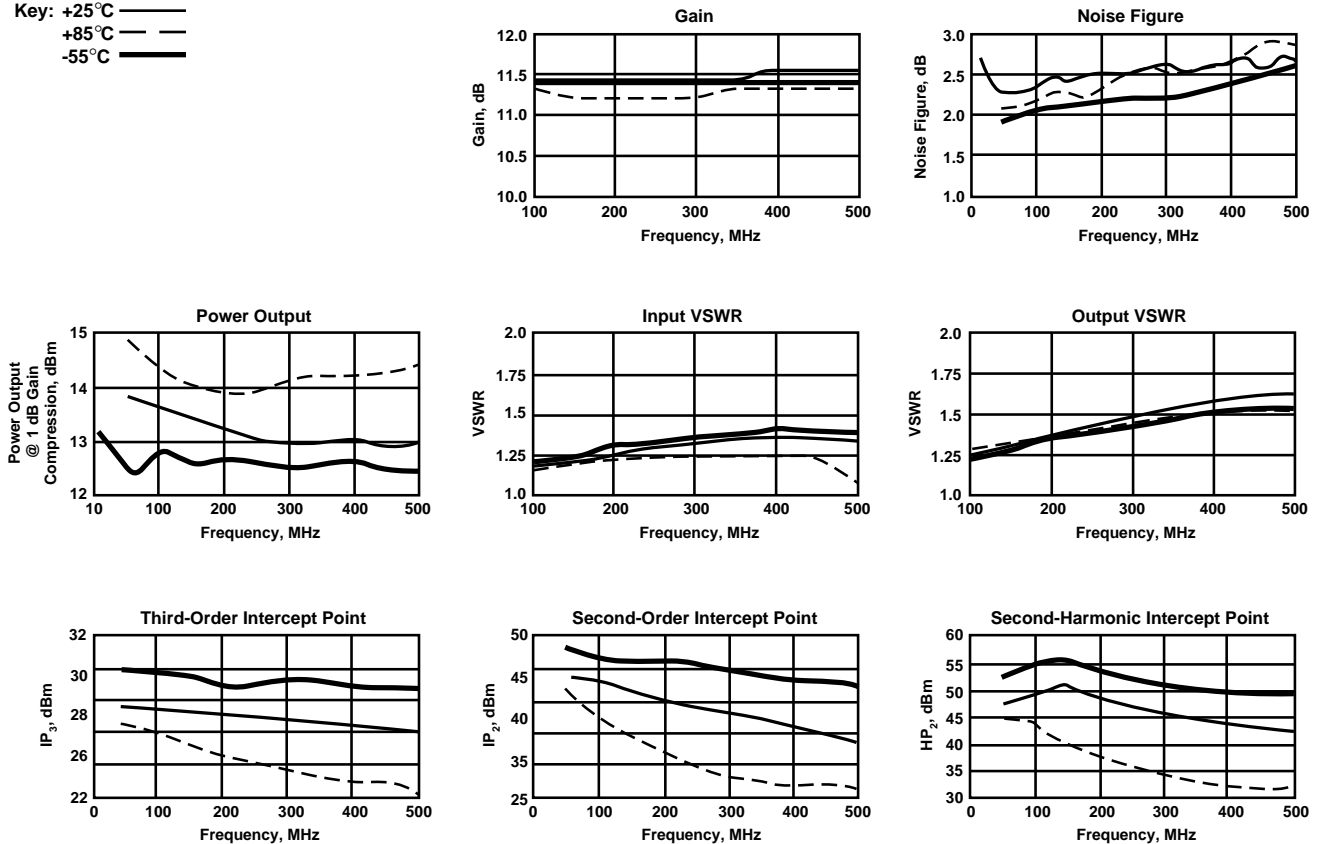 Key: +25°C
+85°C
-55°C
Gain
12.0
11.5
11.0
10.5
10.0
Gain, dB
100 200 300 400 500
Frequency, MHz
Noise Figure
3.0
2.5
2.0
1.5
1.0
Noise Figure, dB
0 100 200 300 400 500
Frequency, MHz
Power Output
15
14
13
12
Power Output
@ 1 dB Gain
Compression, dBm
10 100 200 300 400 500
Frequency, MHz
Input VSWR
2.0
1.75
1.5
1.25
1.0
VSWR
100 200 300 400 500
Frequency, MHz
Output VSWR
2.0
1.75
1.5
1.25
1.0
VSWR
100 200 300 400 500
Frequency, MHz
Third-Order Intercept Point
32
30
28
26
22
IP3, dBm
0 100 200 300 400 500
Frequency, MHz
Second-Order Intercept Point
50
45
40
35
25
IP2, dBm
0 100 200 300 400 500
Frequency, MHz
Second-Harmonic Intercept Point
60
55
50
45
40
35
30
HP2, dBm
0 100 200 300 400 500
Frequency, MHz